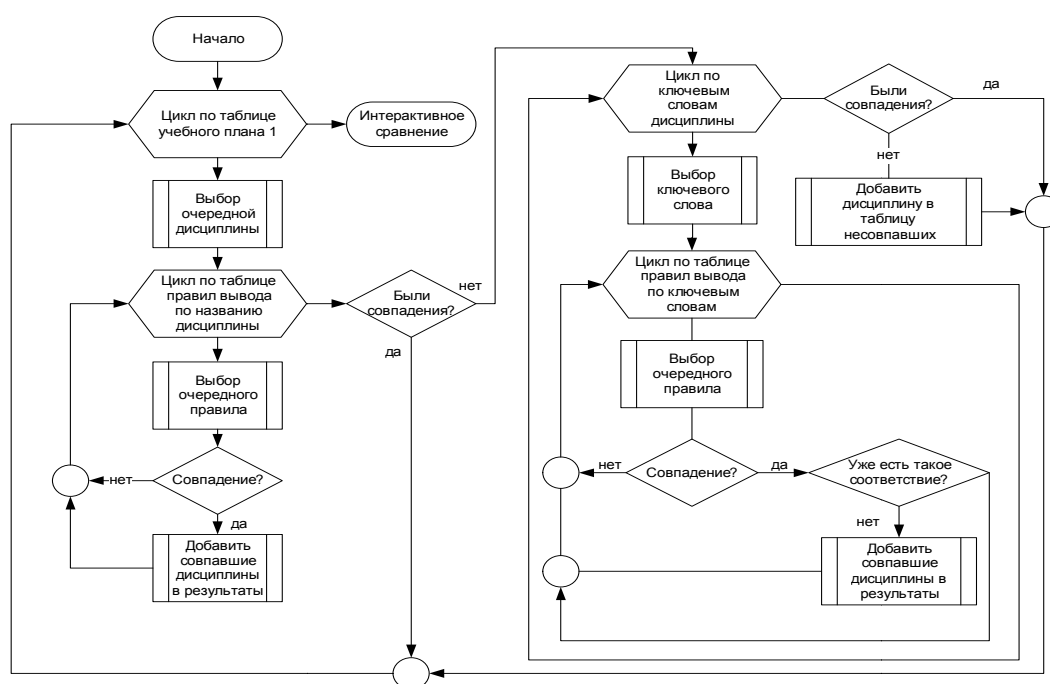 Начало
Цикл по таблице
учебного плана 1
Интерактивное
сравнение
Выбор
очередной
дисциплины
Цикл по таблице
правил вывода
по названию
дисциплины
Были
совпадения?
нет
да
Выбор
очередного
правила
Совпадение?
нет
да
Добавить
совпавшие
дисциплины
в результаты
Цикл по
ключевым
словам
дисциплины
Были
совпадения?
да
нет
Добавить
дисциплину в
таблицу
несовпавших
Выбор
ключевого
слова
Цикл по таблице
правил вывода
по ключевым
словам
Выбор
очередного
правила
Совпадение?
нет
да
Уже есть такое
соответствие?
нет
Добавить
совпавшие
дисциплины в
результаты